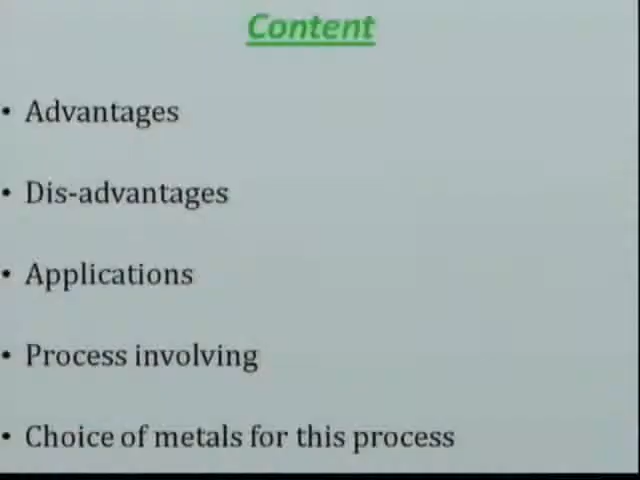 Content
• Advantages
• Dis-advantages
• Applications
• Process involving
• Choice of metals for this process